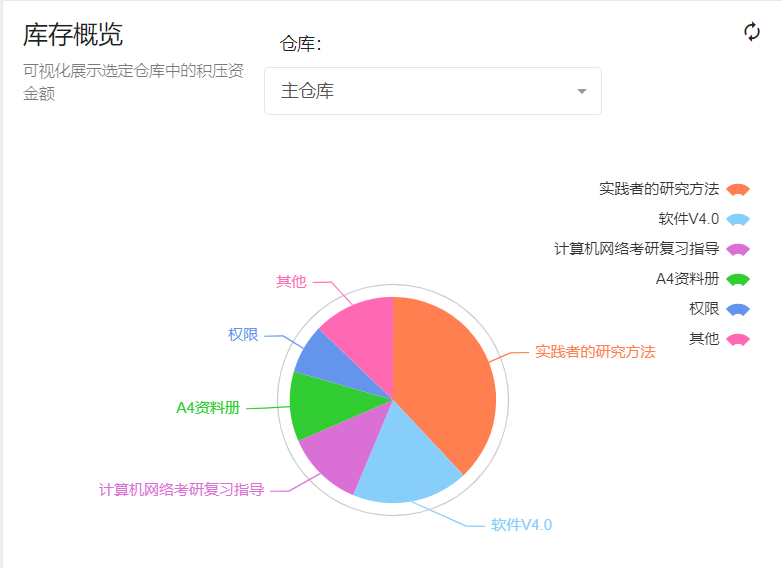 库存概览
可视化展示选定仓库中的积压资
金额
仓库：
主仓库
实践者的研究方法
软件V4.0
计算机网络考研复习指导
A4资料册
权限
其他
其他
权限
实践者的研究方法
A4资料册
计算机网络考研复习指导
软件V4.0